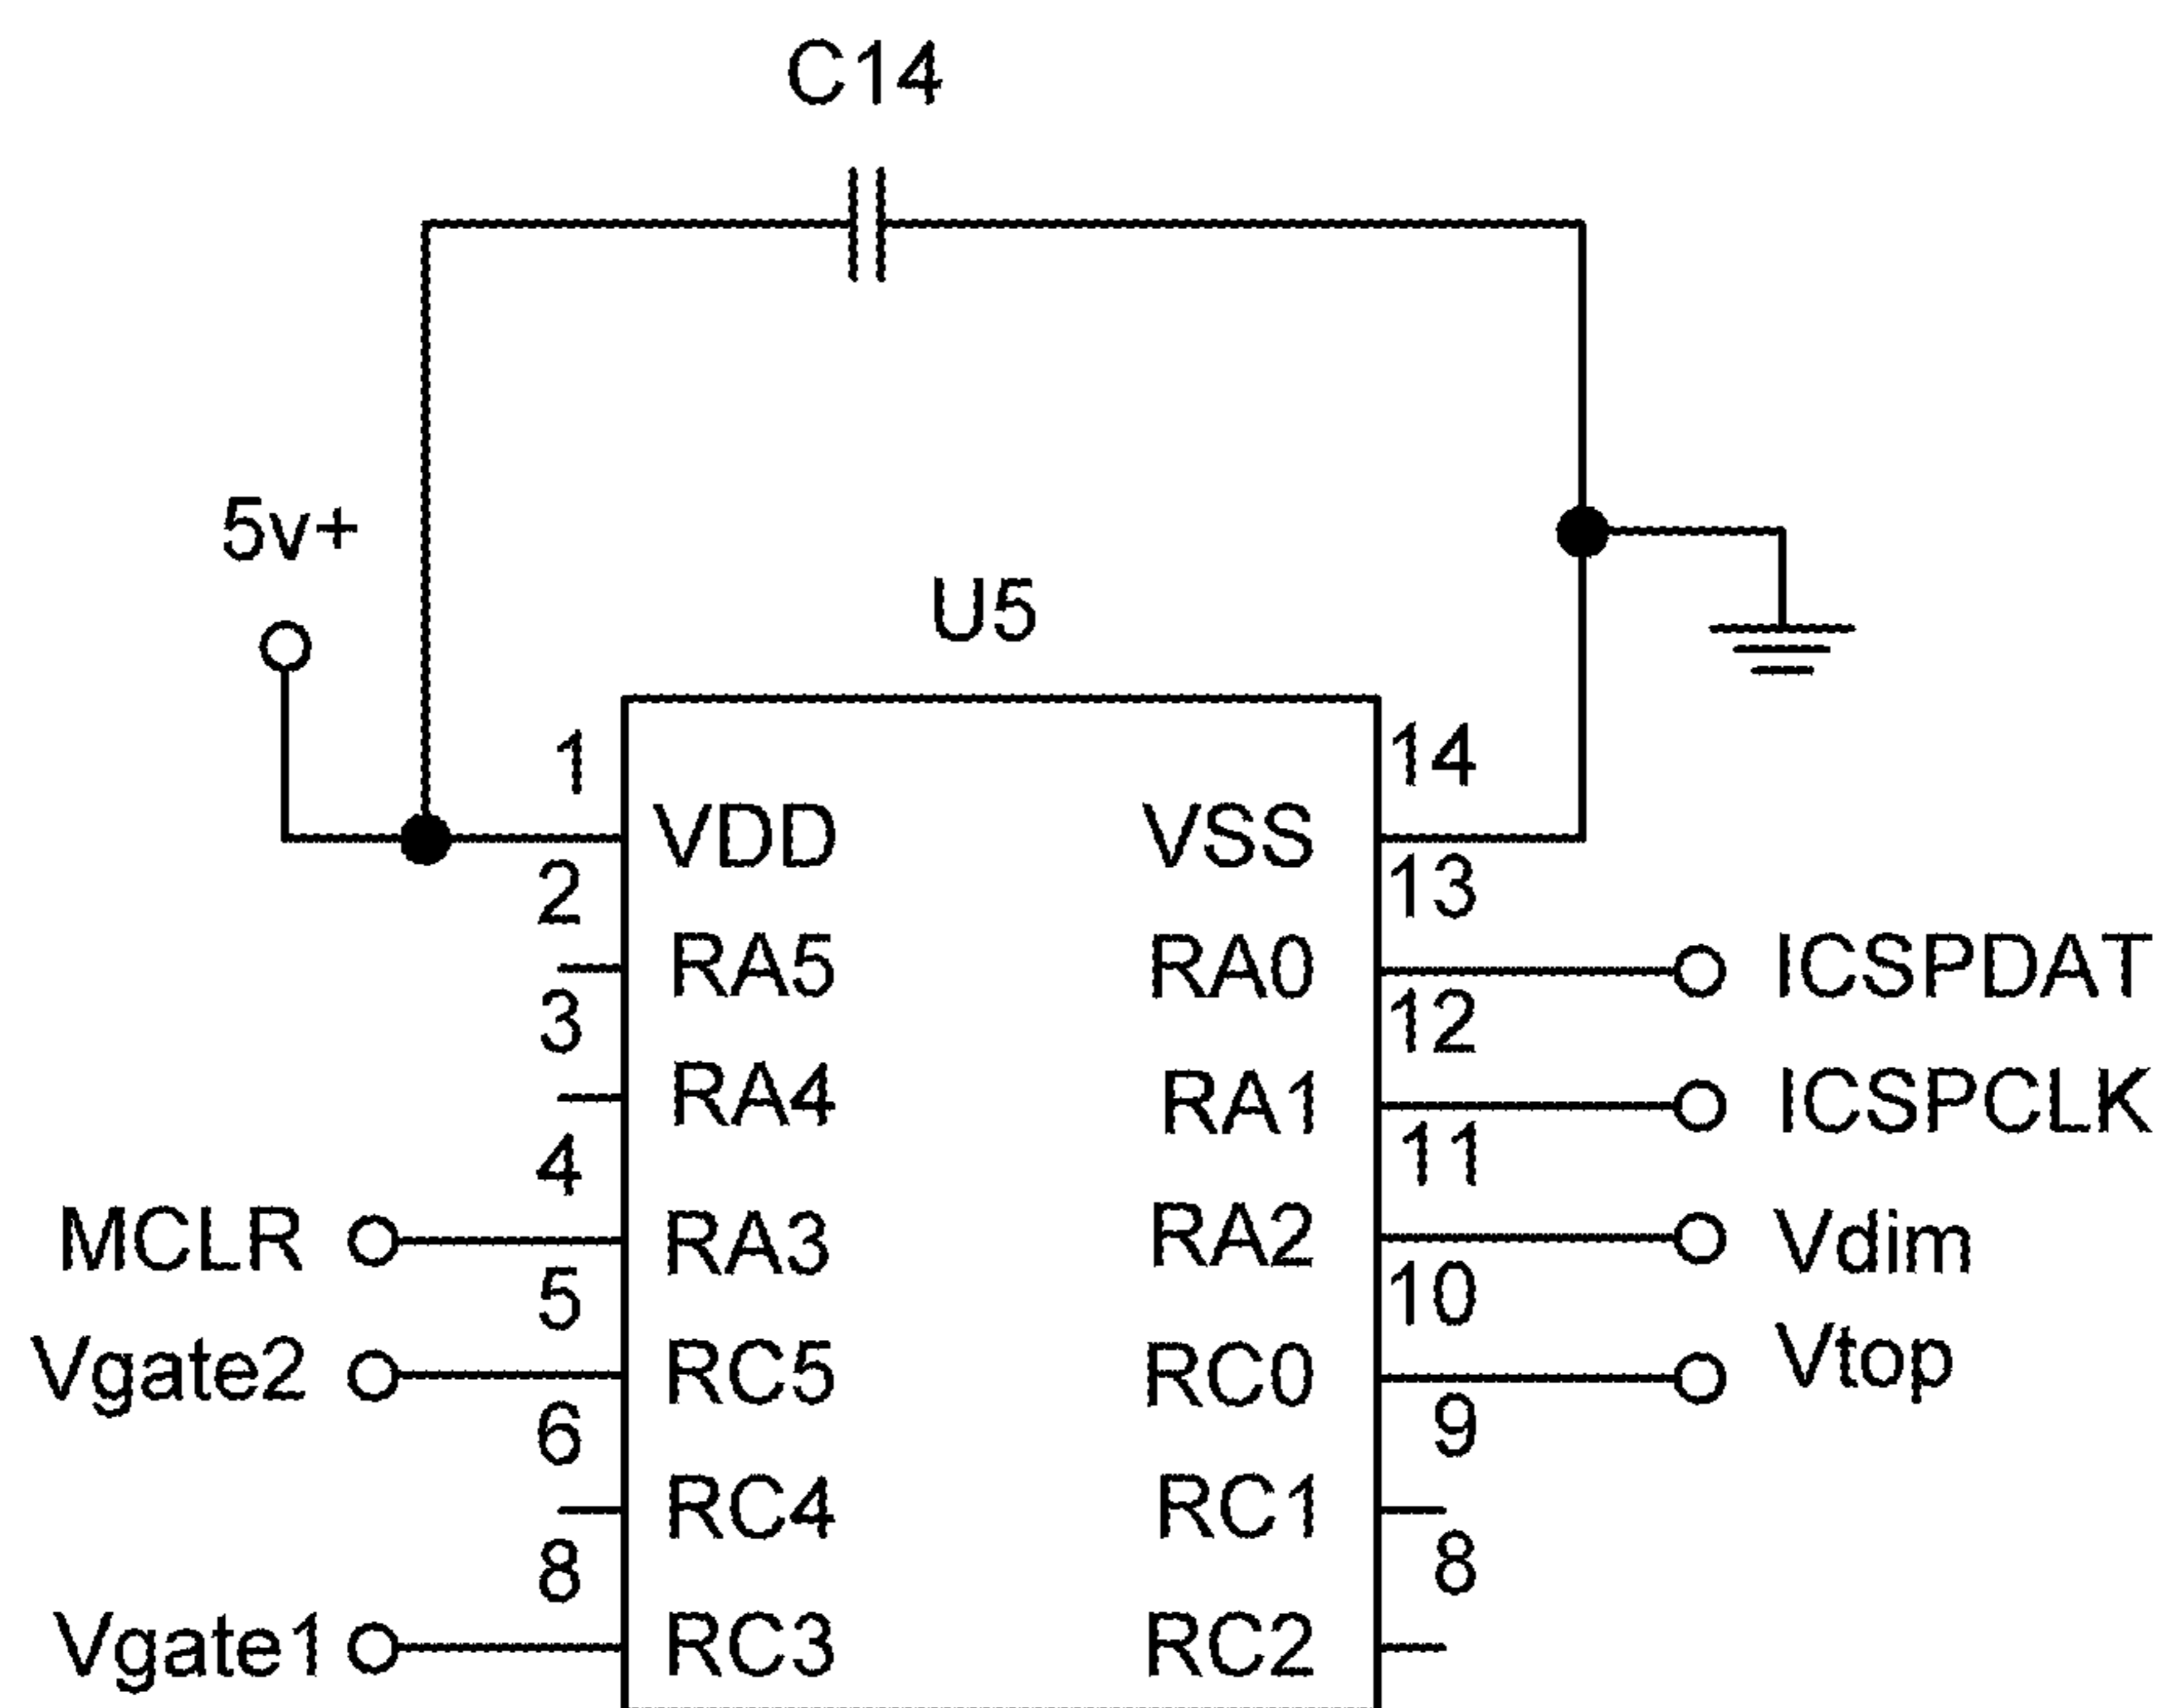 C14
5v+
U5
1
14
VDD
VSS
2
13
RA5
RA0
ICSPDAT
3
12
RA4
RA1
ICSPCLK
4
11
MCLR
RA3
RA2
Vdim
5
10
Vgate2
RC5
RC0
Vtop
6
9
RC4
RC1
8
8
Vgate1
RC3
RC2